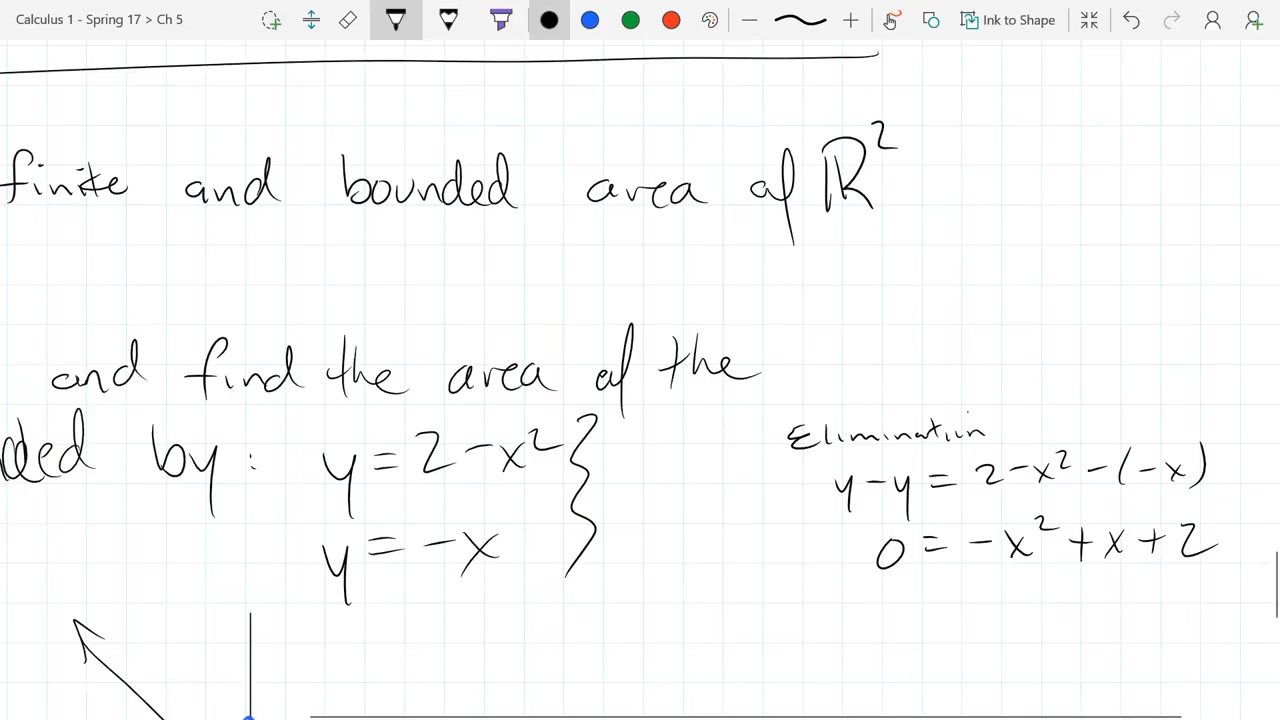 Calculus 1 - Spring 17 > Ch 5
Ink to Shape
finite and bounded area of ℝ²
and find the area of the
ded by: y = 2 - x²
y = -x
Elimination
y - y = 2 - x² - (-x)
0 = -x² + x + 2